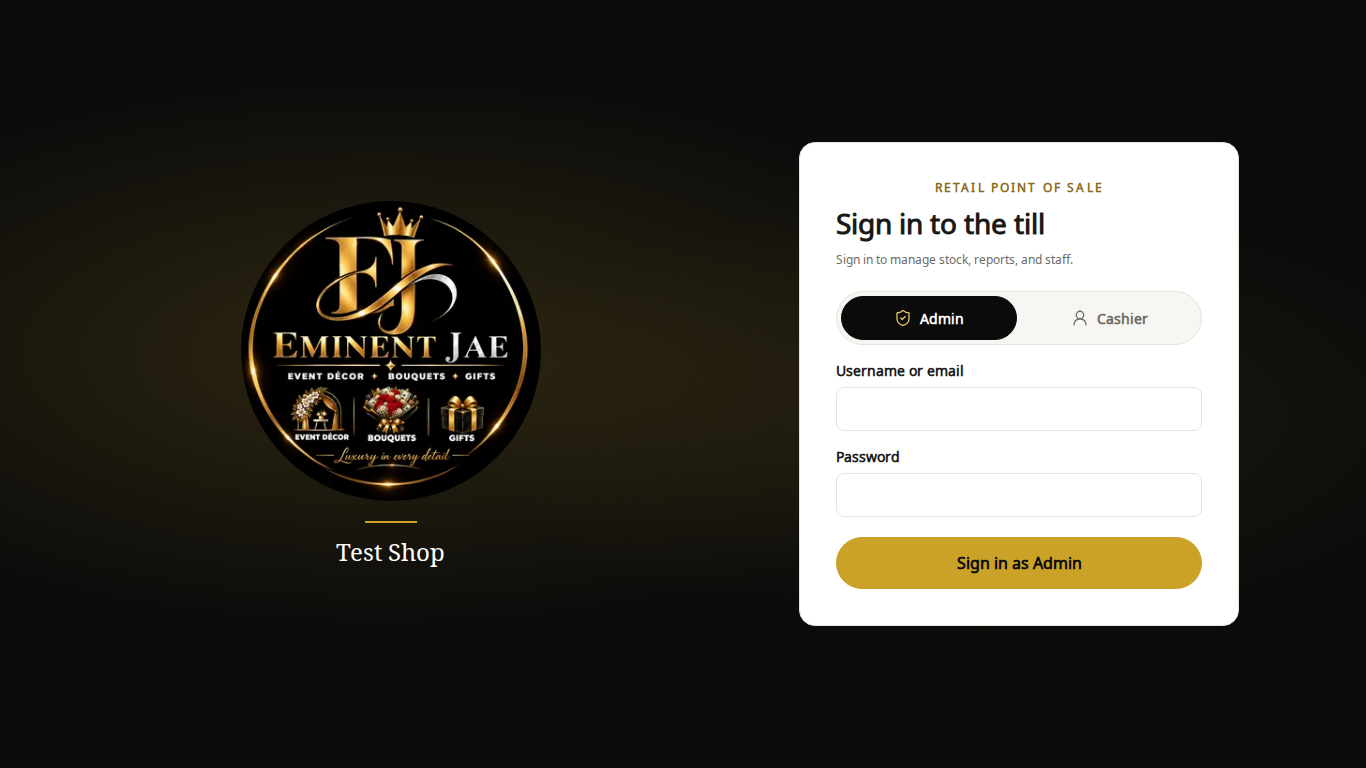 EJ
EMINENT JAE
EVENT DÉCOR ✦ BOUQUETS ✦ GIFTS
EVENT DÉCOR
BOUQUETS
GIFTS
Luxury in every detail
Test Shop
RETAIL POINT OF SALE
Sign in to the till
Sign in to manage stock, reports, and staff.
Admin
Cashier
Username or email
Password
Sign in as Admin